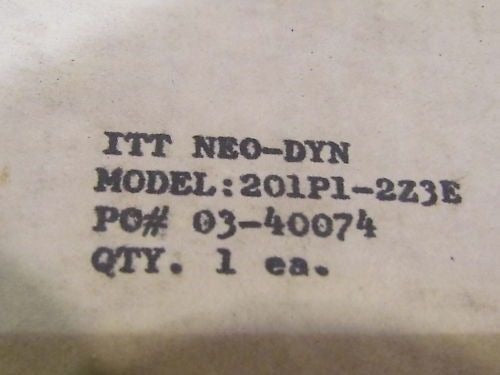 ITT NEO-DYN
MODEL:201P1-2Z3E
PO# 03-40074
QTY. 1 ea.